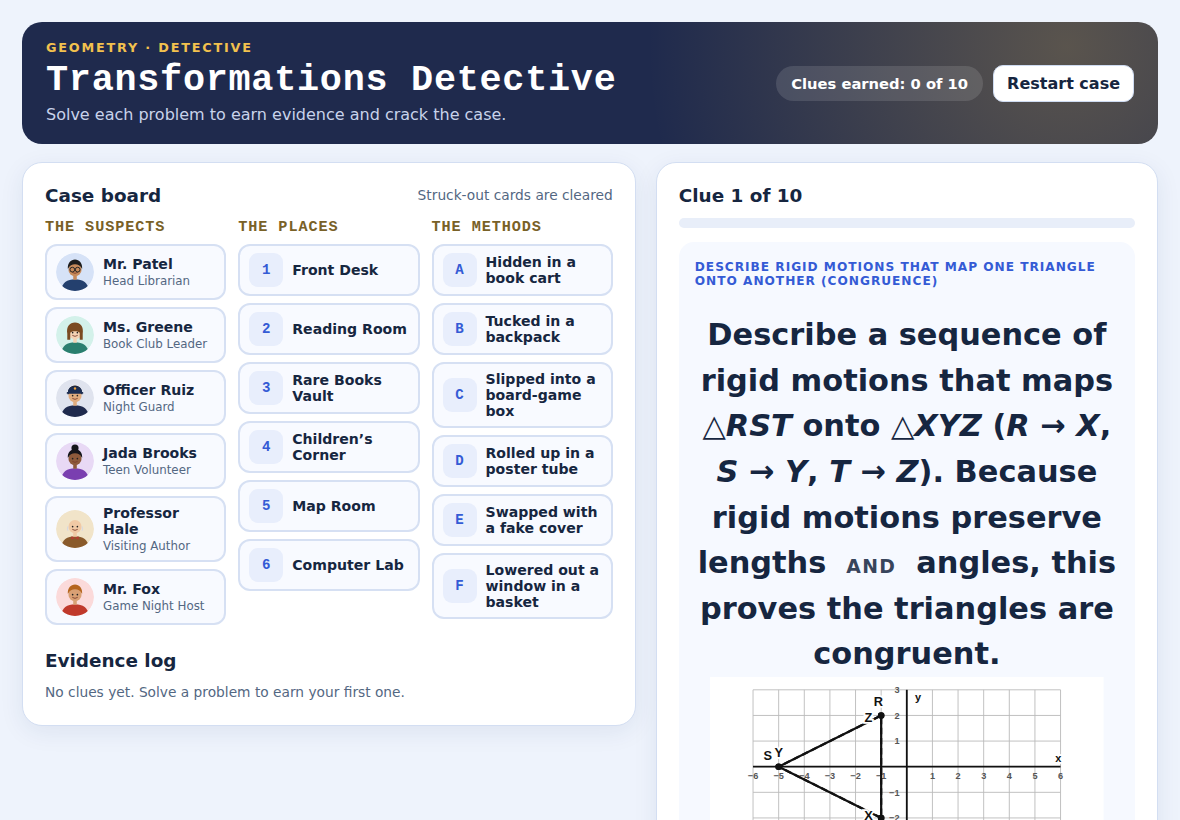 GEOMETRY · DETECTIVE
Transformations Detective
Solve each problem to earn evidence and crack the case.
Clues earned: 0 of 10
Restart case
Case board
Struck-out cards are cleared
THE SUSPECTS
Mr. Patel
Head Librarian
Ms. Greene
Book Club Leader
Officer Ruiz
Night Guard
Jada Brooks
Teen Volunteer
Professor
Hale
Visiting Author
Mr. Fox
Game Night Host
THE PLACES
1
Front Desk
2
Reading Room
3
Rare Books
Vault
4
Children’s
Corner
5
Map Room
6
Computer Lab
THE METHODS
A
Hidden in a
book cart
B
Tucked in a
backpack
C
Slipped into a
board-game
box
D
Rolled up in a
poster tube
E
Swapped with
a fake cover
F
Lowered out a
window in a
basket
Evidence log
No clues yet. Solve a problem to earn your first one.
Clue 1 of 10
DESCRIBE RIGID MOTIONS THAT MAP ONE TRIANGLE
ONTO ANOTHER (CONGRUENCE)
Describe a sequence of
rigid motions that maps
△RST onto △XYZ (R → X,
S → Y, T → Z). Because
rigid motions preserve
lengths AND angles, this
proves the triangles are
congruent.
3
y
R
Z
2
1
S Y
x
−6 −5 −4 −3 −2 −1 1 2 3 4 5 6
−1
X
−2